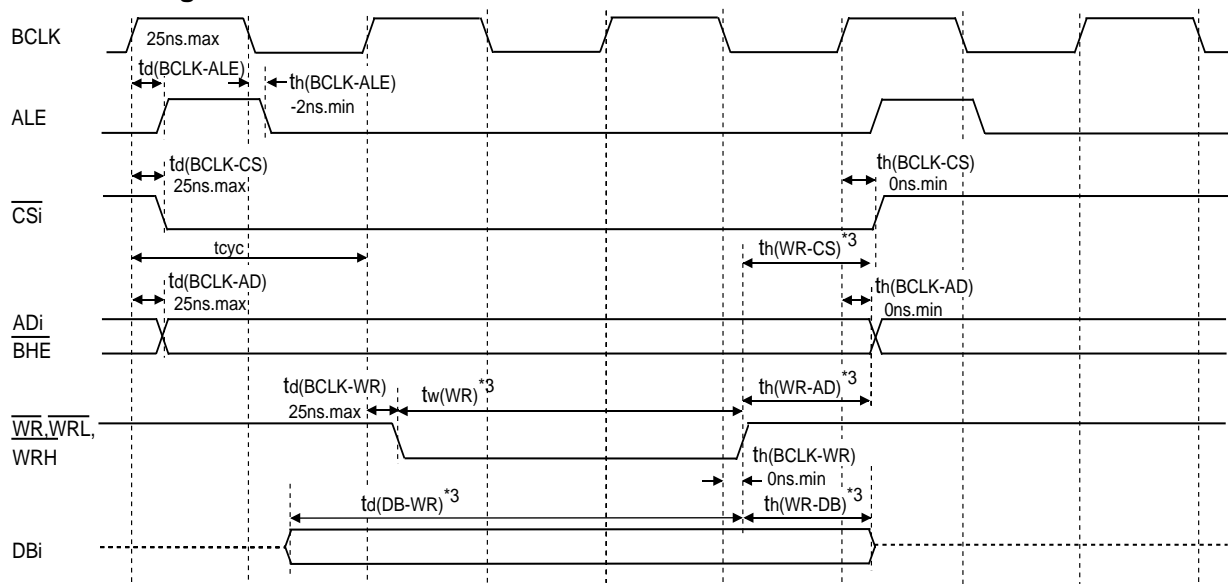 BCLK
25ns.max
td(BCLK-ALE)
th(BCLK-ALE)
-2ns.min
ALE
td(BCLK-CS)
25ns.max
th(BCLK-CS)
0ns.min
CSi
tcyc
th(WR-CS)*3
td(BCLK-AD)
25ns.max
th(BCLK-AD)
0ns.min
ADi
BHE
td(BCLK-WR)
25ns.max
tw(WR)*3
th(WR-AD)*3
WR,WRL,
WRH
th(BCLK-WR)
0ns.min
td(DB-WR)*3
th(WR-DB)*3
DBi